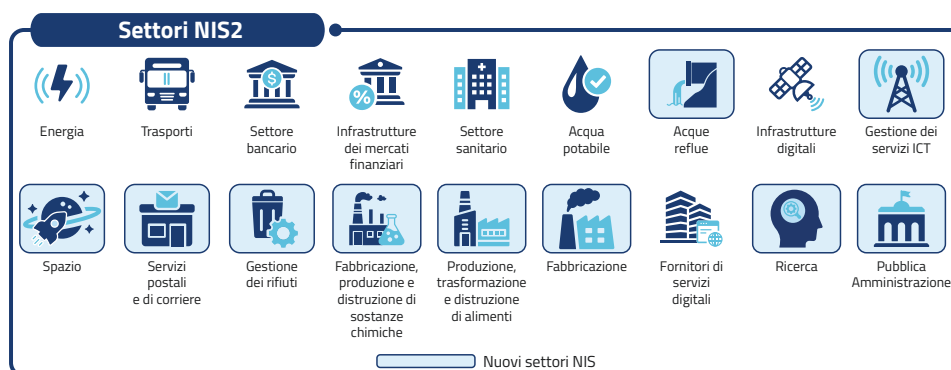 Settori NIS2
$
%
Energia
Trasporti
Settore
bancario
Infrastrutture
dei mercati
finanziari
Settore
sanitario
Acqua
potabile
Acque
reflue
Infrastrutture
digitali
Gestione dei
servizi ICT
Spazio
Servizi
postali
e di corriere
Gestione
dei rifiuti
Fabbricazione,
produzione e
distruzione di
sostanze
chimiche
Produzione,
trasformazione
e distruzione
di alimenti
Fabbricazione
Fornitori di
servizi
digitali
Ricerca
Pubblica
Amministrazione
Nuovi settori NIS